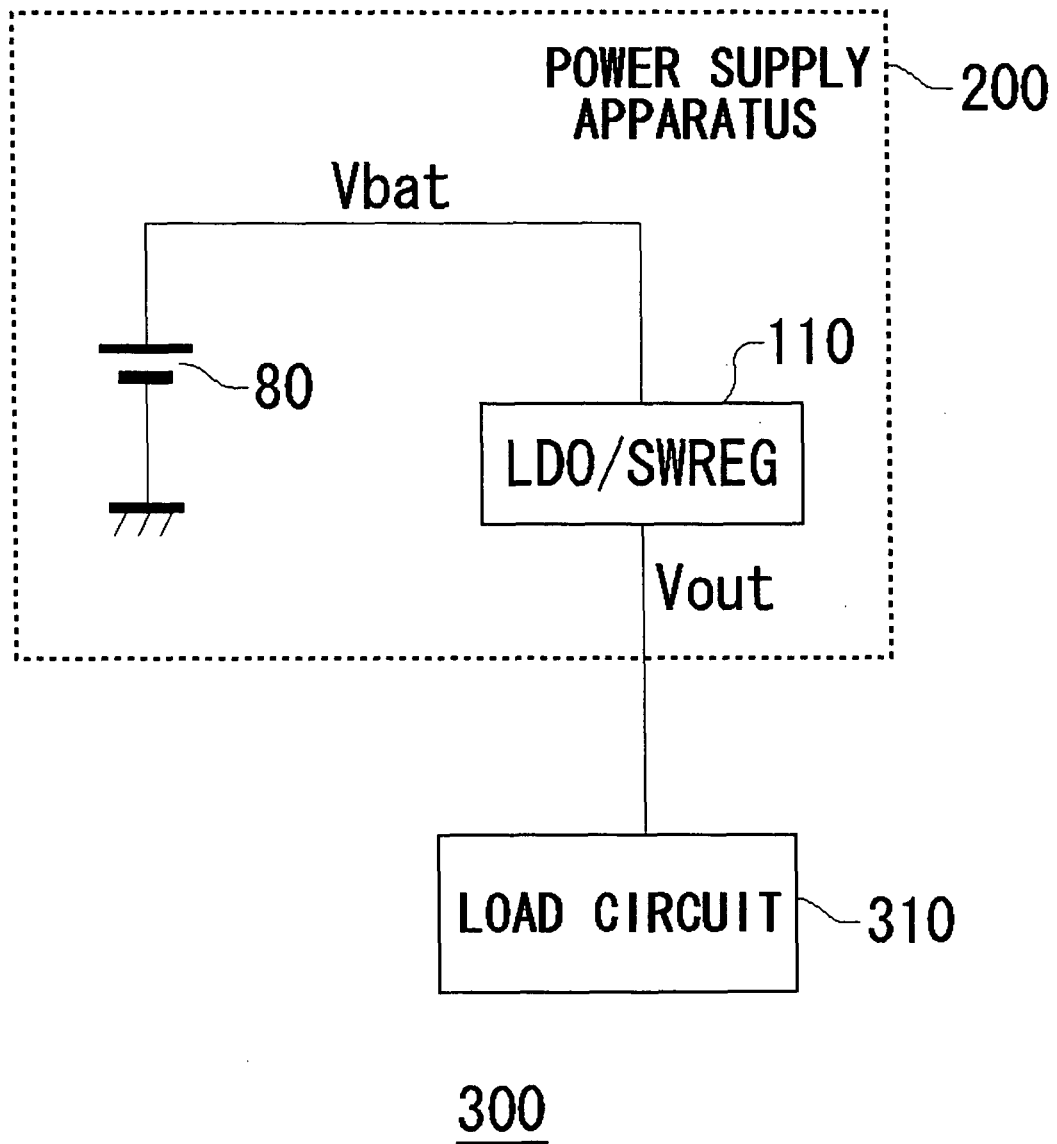 POWER SUPPLY
APPARATUS
200
Vbat
110
80
LDO/SWREG
Vout
LOAD CIRCUIT
310
300